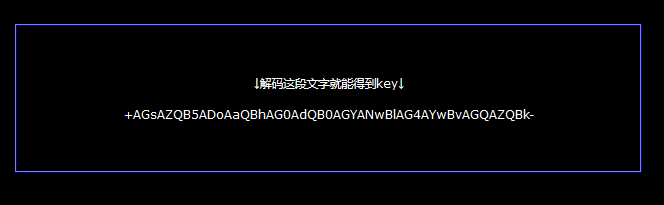 ↓解码这段文字就能得到key↓
+AGsAZQB5ADoAaQBhAG0AdQB0AGYANwBlAG4AYwBvAGQAZQBk-